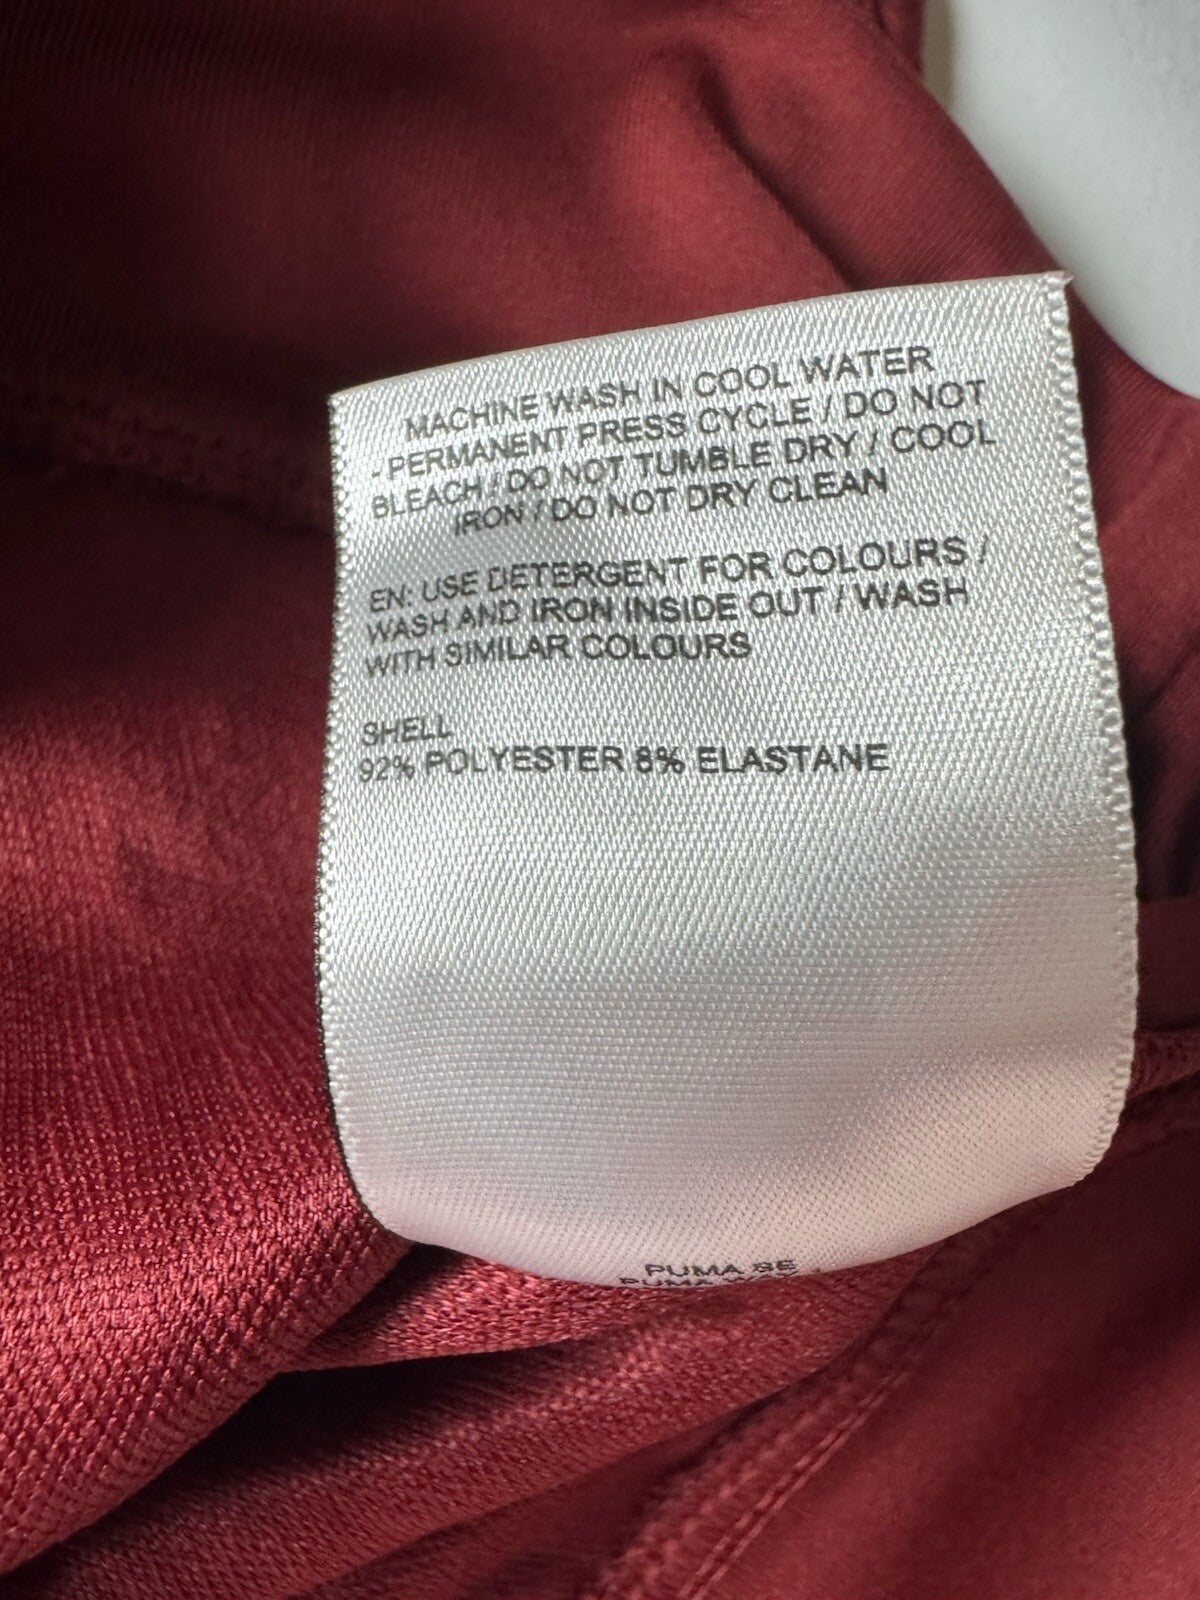 MACHINE WASH IN COOL WATER
- PERMANENT PRESS CYCLE / DO NOT
BLEACH / DO NOT TUMBLE DRY / COOL
IRON / DO NOT DRY CLEAN
EN: USE DETERGENT FOR COLOURS /
WASH AND IRON INSIDE OUT / WASH
WITH SIMILAR COLOURS
SHELL
92% POLYESTER 8% ELASTANE
PUMA SE
PUMA WAY